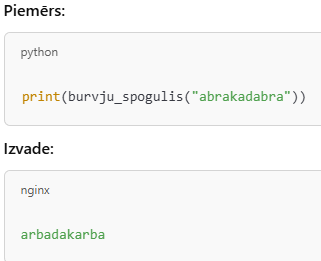 Piemērs:
python
print(burvju_spogulis("abrakadabra"))
Izvade:
nginx
arbadakarba